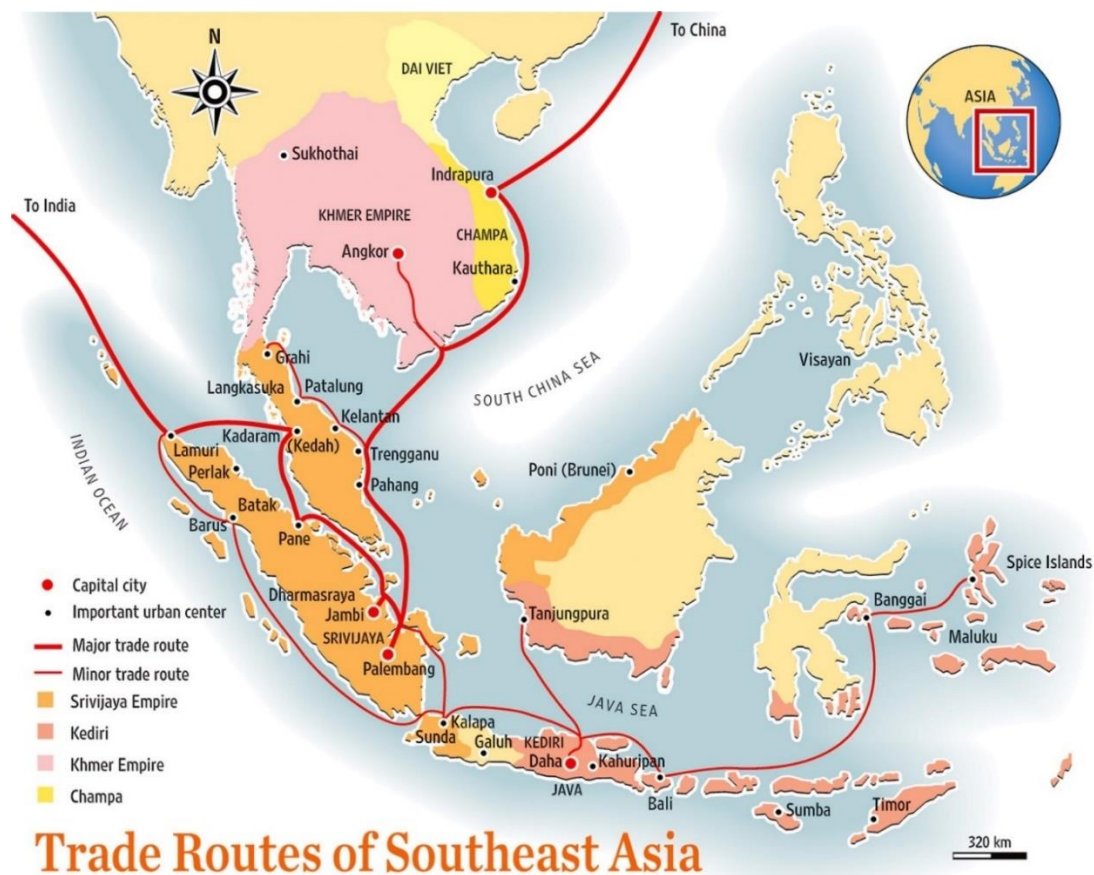 N
To China
DAI VIET
ASIA
Sukhothai
Indrapura
To India
KHMER EMPIRE
CHAMPA
Angkor
Kauthara
Grahi
Visayan
Langkasuka
Patalung
SOUTH CHINA SEA
Kelantan
Kadaram
(Kedah)
Lamuri
Trengganu
Perlak
Poni (Brunei)
INDIAN OCEAN
Pahang
Batak
Barus
Pane
Spice Islands
Capital city
Dharmasraya
Banggai
Important urban center
Jambi
Tanjungpura
SRIVIJAYA
Maluku
Major trade route
Palembang
Minor trade route
JAVA SEA
Srivijaya Empire
Kalapa
Kediri
Sunda
Galuh
KEDIRI
Daha
Kahuripan
Khmer Empire
JAVA
Bali
Champa
Sumba
Timor
Trade Routes of Southeast Asia
320 km